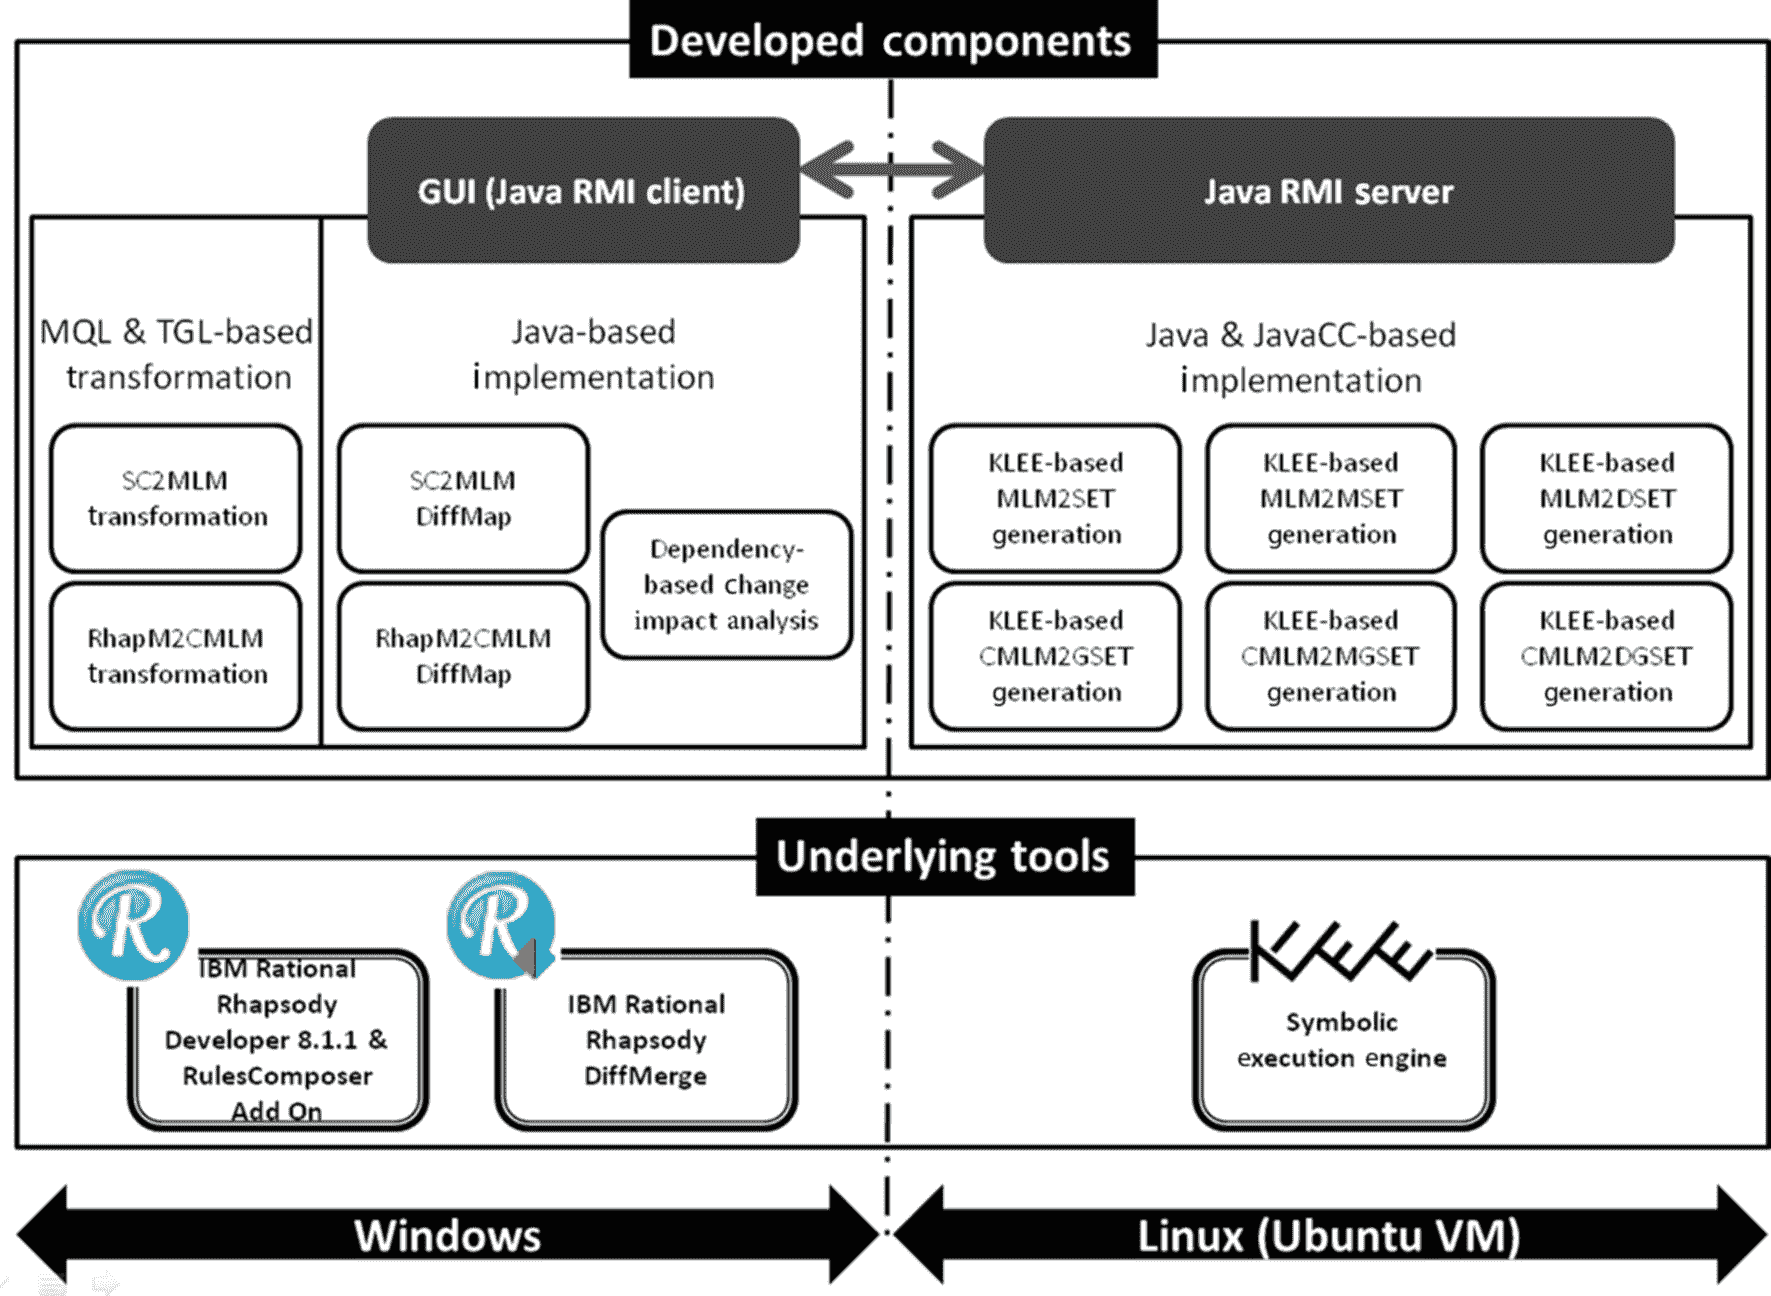 Developed components
GUI (Java RMI client)
Java RMI server
MQL & TGL-based
transformation
SC2MLM
transformation
RhapM2CMLM
transformation
Java-based
implementation
SC2MLM
DiffMap
RhapM2CMLM
DiffMap
Dependency-
based change
impact analysis
Java & JavaCC-based
implementation
KLEE-based
MLM2SET
generation
KLEE-based
MLM2MSET
generation
KLEE-based
MLM2DSET
generation
KLEE-based
CMLM2GSET
generation
KLEE-based
CMLM2MGSET
generation
KLEE-based
CMLM2DGSET
generation
Underlying tools
R
IBM Rational
Rhapsody
Developer 8.1.1 &
RulesComposer
Add On
R
IBM Rational
Rhapsody
DiffMerge
KLEE
Symbolic
execution engine
Windows
Linux (Ubuntu VM)